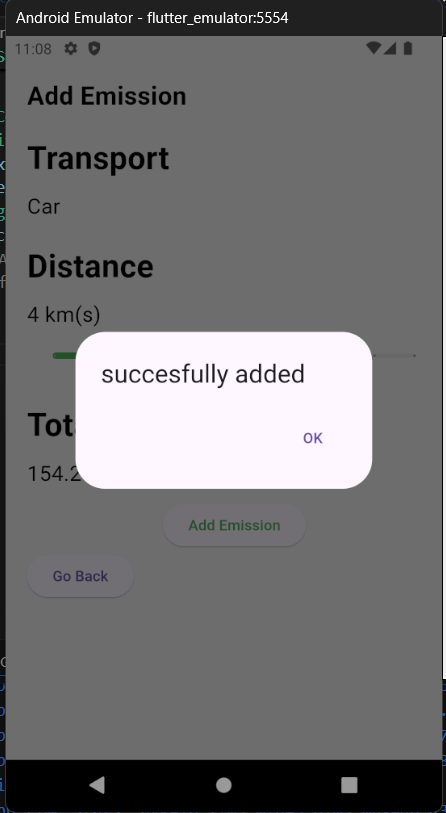 Android Emulator - flutter_emulator:5554
11:08
Add Emission
Transport
Car
Distance
4 km(s)
succesfully added
OK
154.2
Add Emission
Go Back